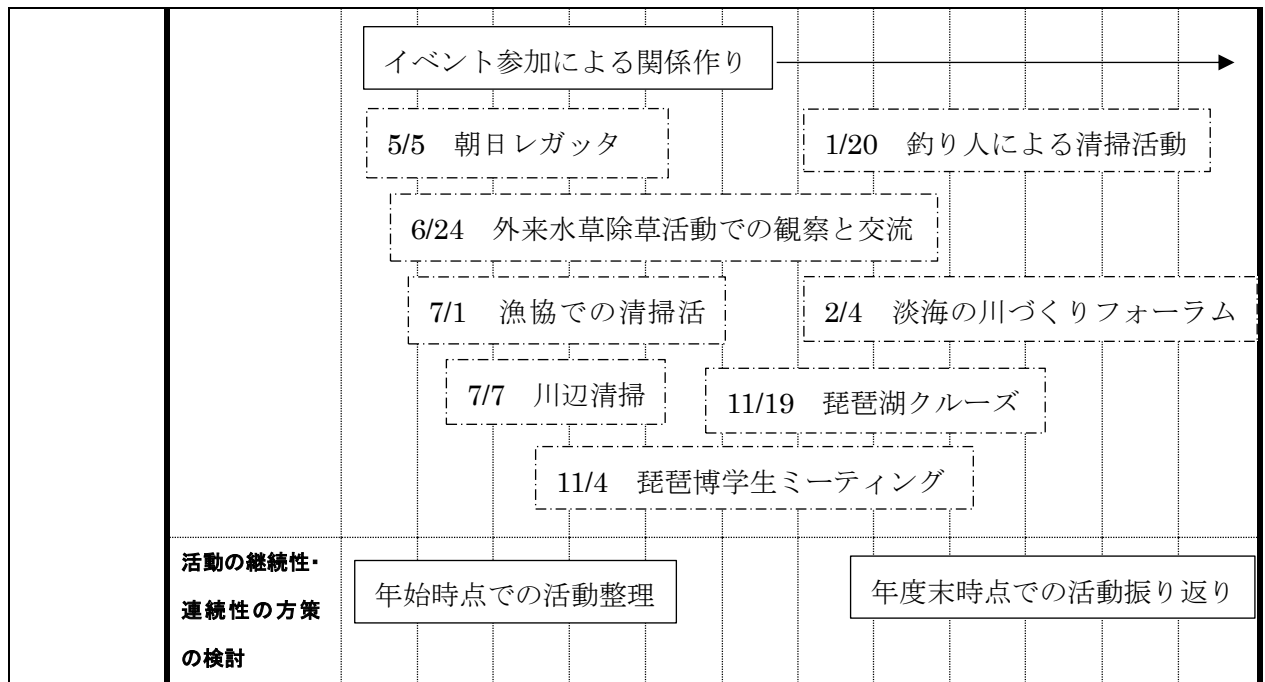 イベント参加による関係作り
5/5 朝日レガッタ
1/20 釣り人による清掃活動
6/24 外来水草除草活動での観察と交流
7/1 漁協での清掃活
2/4 淡海の川づくりフォーラム
7/7 川辺清掃
11/19 琵琶湖クルーズ
11/4 琵琶博学生ミーティング
活動の継続性・
連続性の方策
の検討
年始時点での活動整理
年度末時点での活動振り返り